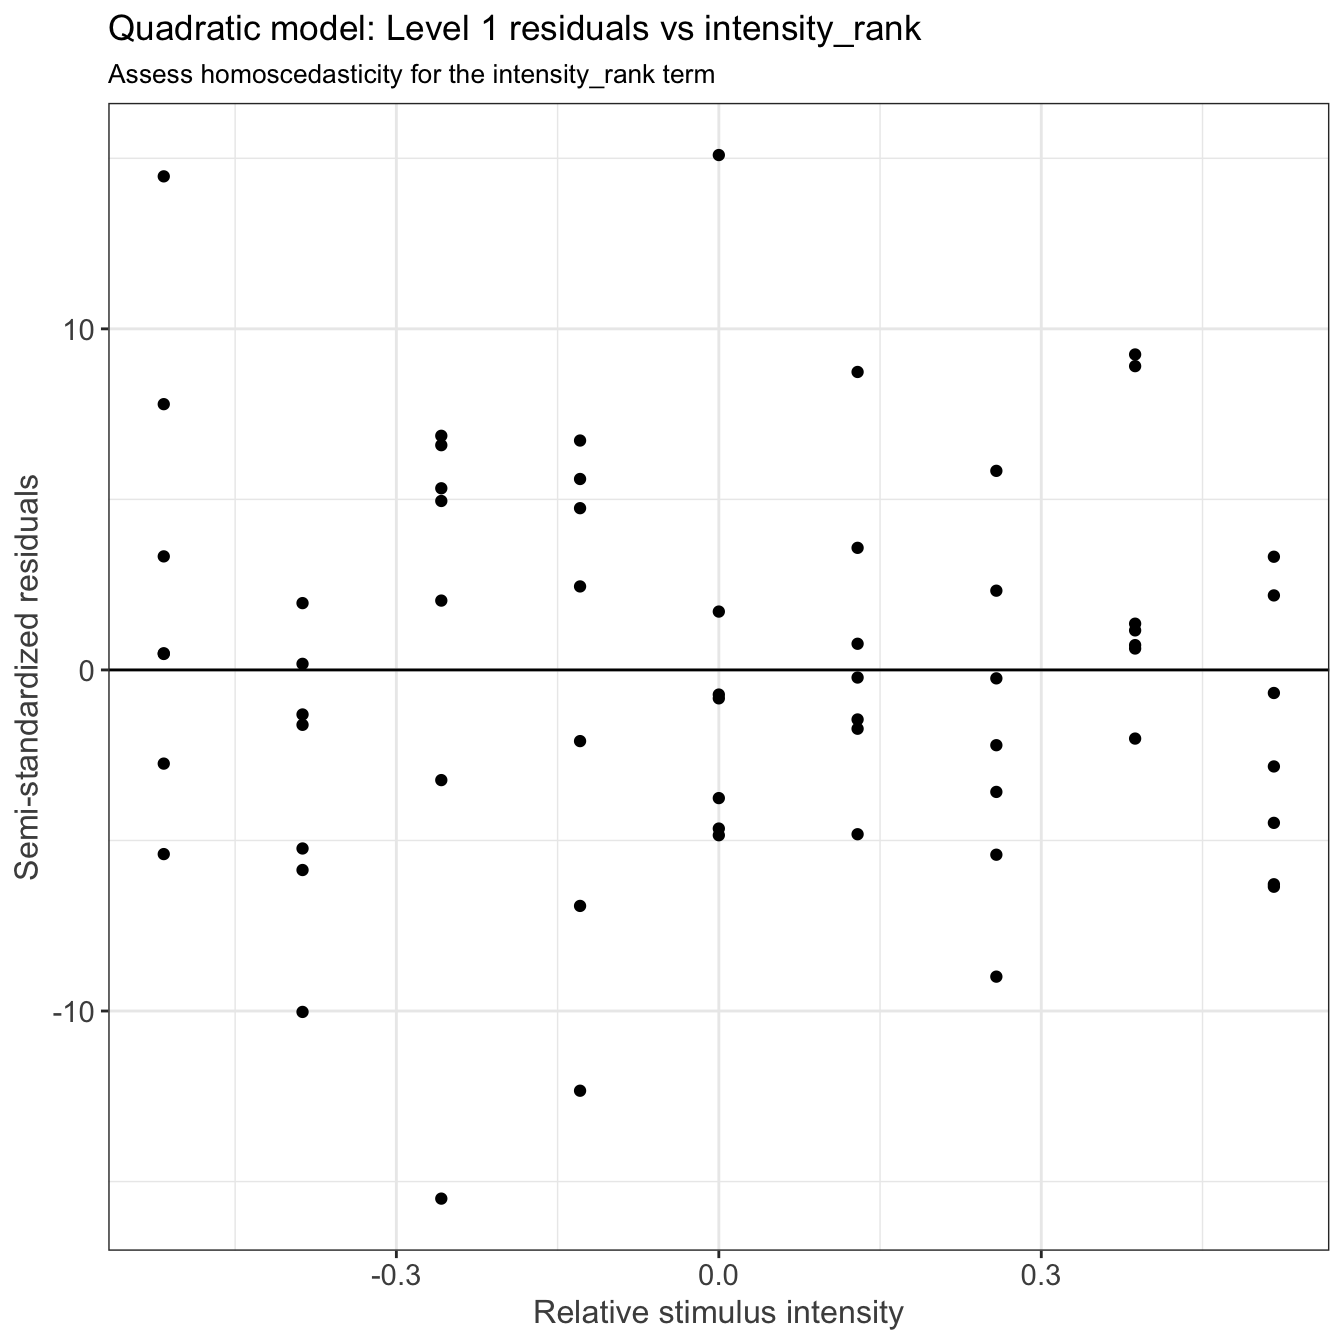 Quadratic model: Level 1 residuals vs intensity_rank
Assess homoscedasticity for the intensity_rank term
Semi-standardized residuals
10
0
-10
-0.3
0.0
0.3
Relative stimulus intensity